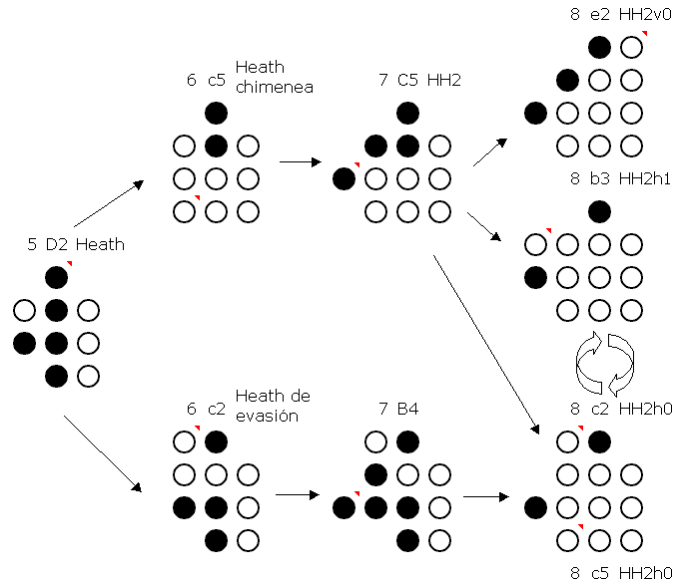 8 e2 HH2v0
6 c5 Heath
chimenea
7 C5 HH2
8 b3 HH2h1
5 D2 Heath
6 c2 Heath de
evasión
7 B4
8 c2 HH2h0
8 c5 HH2h0